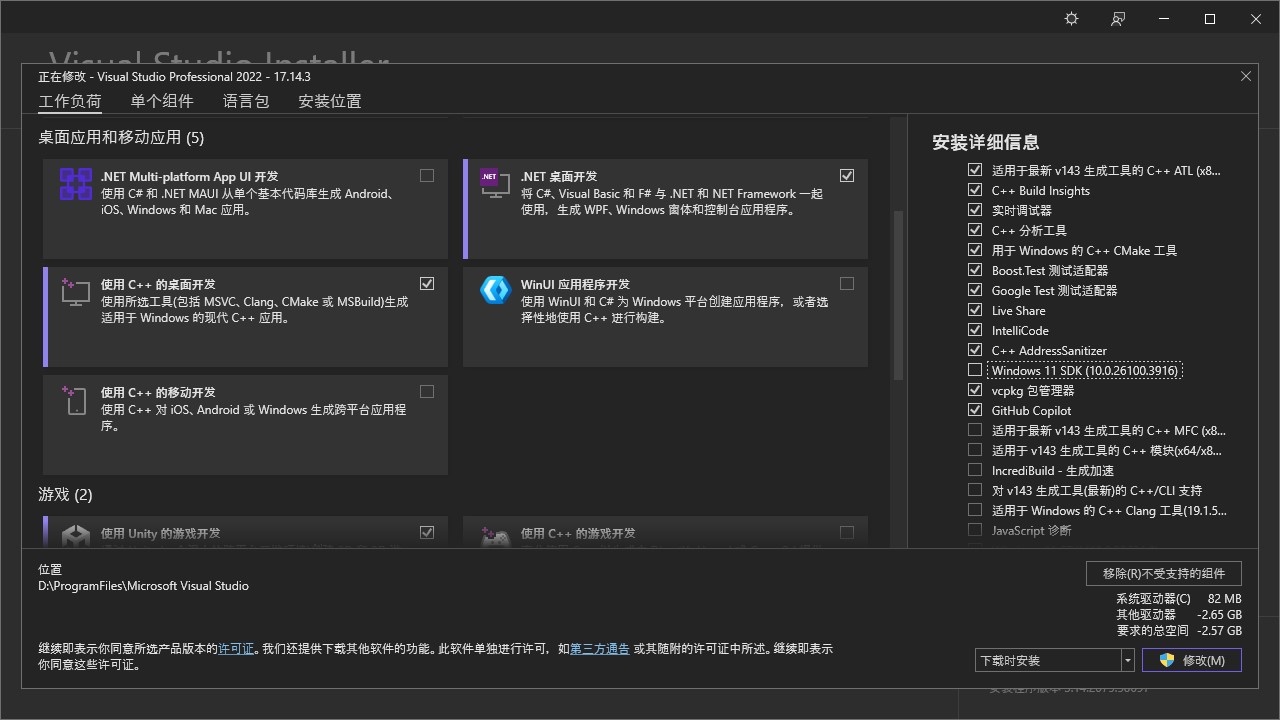 Visual Studio Installer
正在修改 - Visual Studio Professional 2022 - 17.14.3
工作负荷 单个组件 语言包 安装位置
桌面应用和移动应用 (5)
.NET Multi-platform App UI 开发
使用 C# 和 .NET MAUI 从单个基本代码库生成 Android、
iOS、Windows 和 Mac 应用。
.NET 桌面开发
将 C#、Visual Basic 和 F# 与 .NET 和 NET Framework 一起
使用，生成 WPF、Windows 窗体和控制台应用程序。
使用 C++ 的桌面开发
使用所选工具(包括 MSVC、Clang、CMake 或 MSBuild)生成
适用于 Windows 的现代 C++ 应用。
WinUI 应用程序开发
使用 WinUI 和 C# 为 Windows 平台创建应用程序，或者选
择性地使用 C++ 进行构建。
使用 C++ 的移动开发
使用 C++ 对 iOS、Android 或 Windows 生成跨平台应用程
序。
游戏 (2)
使用 Unity 的游戏开发
使用 C++ 的游戏开发
安装详细信息
适用于最新 v143 生成工具的 C++ ATL (x8...
C++ Build Insights
实时调试器
C++ 分析工具
用于 Windows 的 C++ CMake 工具
Boost.Test 测试适配器
Google Test 测试适配器
Live Share
IntelliCode
C++ AddressSanitizer
Windows 11 SDK (10.0.26100.3916)
vcpkg 包管理器
GitHub Copilot
适用于最新 v143 生成工具的 C++ MFC (x8...
适用于 v143 生成工具的 C++ 模块(x64/x8...
IncrediBuild - 生成加速
对 v143 生成工具(最新)的 C++/CLI 支持
适用于 Windows 的 C++ Clang 工具(19.1.5...
JavaScript 诊断
位置
D:\ProgramFiles\Microsoft Visual Studio
移除(R)不受支持的组件
系统驱动器(C) 82 MB
其他驱动器 -2.65 GB
要求的总空间 -2.57 GB
继续即表示你同意所选产品版本的许可证。我们还提供下载其他软件的功能。此软件单独进行许可，如第三方通告 或其随附的许可证中所述。继续即表示
你同意这些许可证。
下载时安装
修改(M)